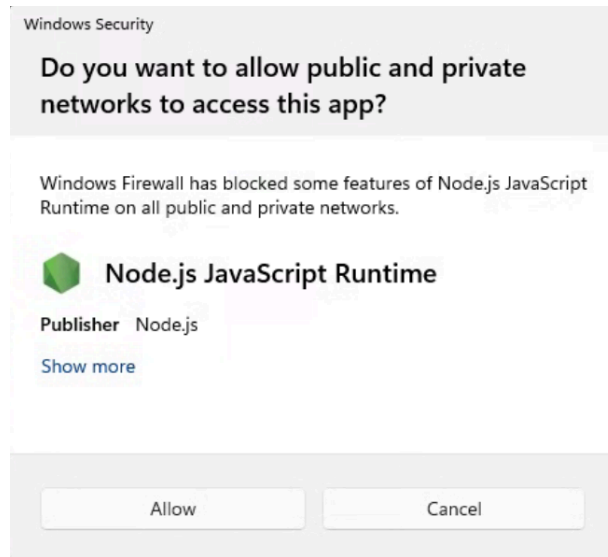 Windows Security
Do you want to allow public and private
networks to access this app?
Windows Firewall has blocked some features of Node.js JavaScript
Runtime on all public and private networks.
Node.js JavaScript Runtime
Publisher Node.js
Show more
Allow
Cancel